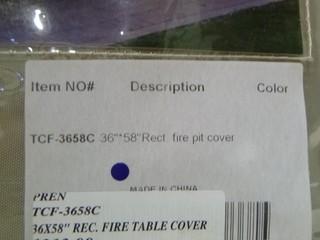 Item NO# Description Color
TCF-3658C 36"*58"Rect fire pit cover
MADE IN CHINA
PREN
TCF-3658C
36X58" REC. FIRE TABLE COVER